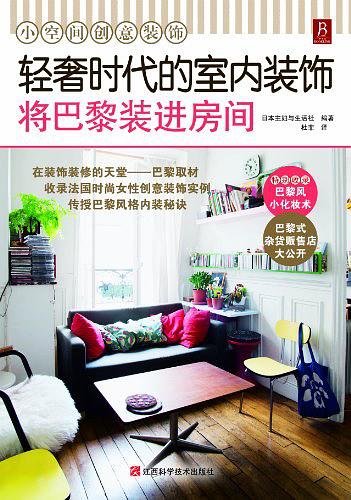 小空间创意装饰
轻奢时代的室内装饰
将巴黎装进房间
日本主妇与生活社 编著
杜菲 译
在装饰装修的天堂——巴黎取材
收录法国时尚女性创意装饰实例
传授巴黎风格内装秘诀
特别收录
巴黎风
小化妆术
巴黎式
杂货贩售店
大公开
江西科学技术出版社